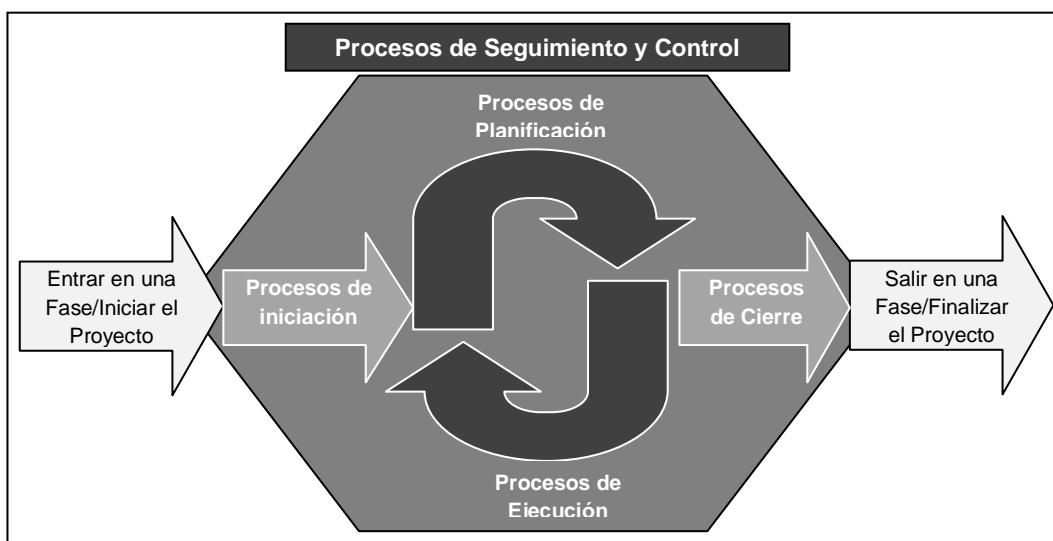 Procesos de Seguimiento y Control
Procesos de
Planificación
Entrar en una
Fase/Iniciar el
Proyecto
Procesos de
iniciación
Procesos
de Cierre
Salir en una
Fase/Finalizar
el Proyecto
Procesos de
Ejecución